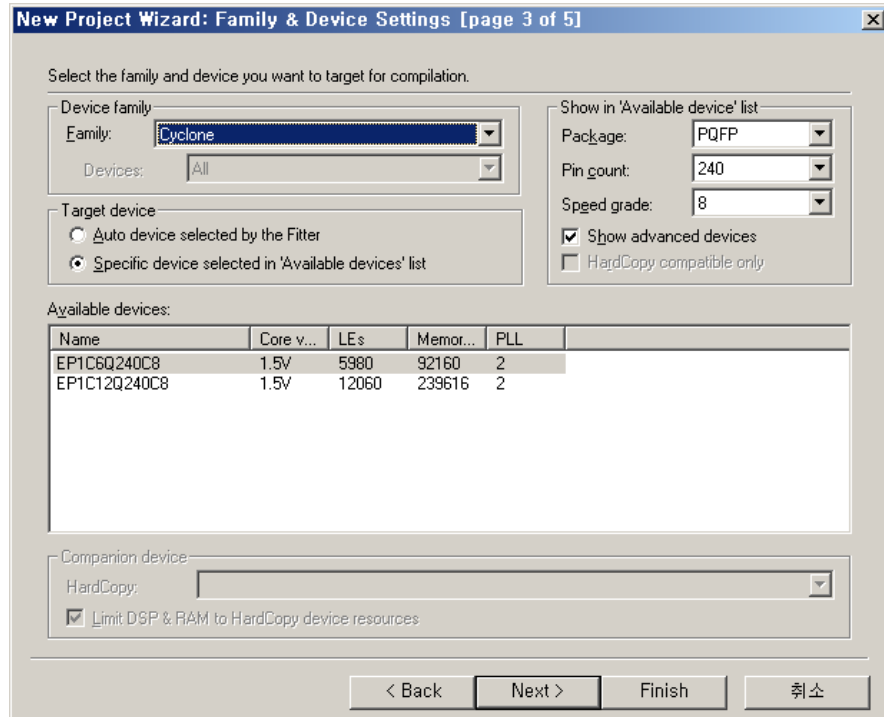 New Project Wizard: Family & Device Settings [page 3 of 5]
Select the family and device you want to target for compilation.
Device family
Family: Cyclone
Devices: All
Show in 'Available device' list
Package: PQFP
Pin count: 240
Speed grade: 8
Show advanced devices
HardCopy compatible only
Target device
Auto device selected by the Fitter
Specific device selected in 'Available devices' list
Available devices:
Name Core v... LEs Memor... PLL
EP1C6Q240C8 1.5V 5980 92160 2
EP1C12Q240C8 1.5V 12060 239616 2
Companion device
HardCopy:
Limit DSP & RAM to HardCopy device resources
< Back Next > Finish 취소